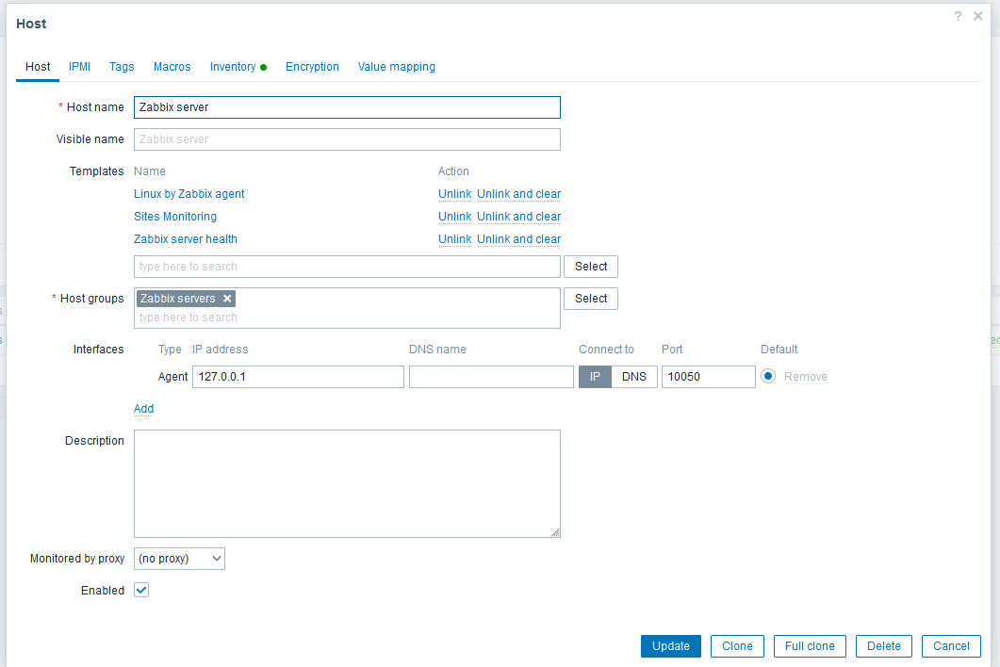 Host
? ×
Host IPMI Tags Macros Inventory Encryption Value mapping
* Host name Zabbix server
Visible name Zabbix server
Templates Name Action
Linux by Zabbix agent Unlink Unlink and clear
Sites Monitoring Unlink Unlink and clear
Zabbix server health Unlink Unlink and clear
type here to search Select
* Host groups Zabbix servers × Select
type here to search
Interfaces Type IP address DNS name Connect to Port Default
Agent 127.0.0.1 IP DNS 10050 Remove
Add
Description
Monitored by proxy (no proxy)
Enabled
Update Clone Full clone Delete Cancel